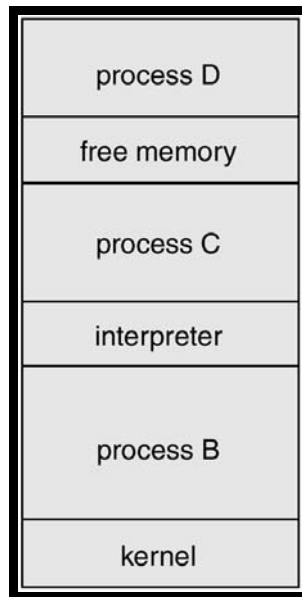 process D
free memory
process C
interpreter
process B
kernel